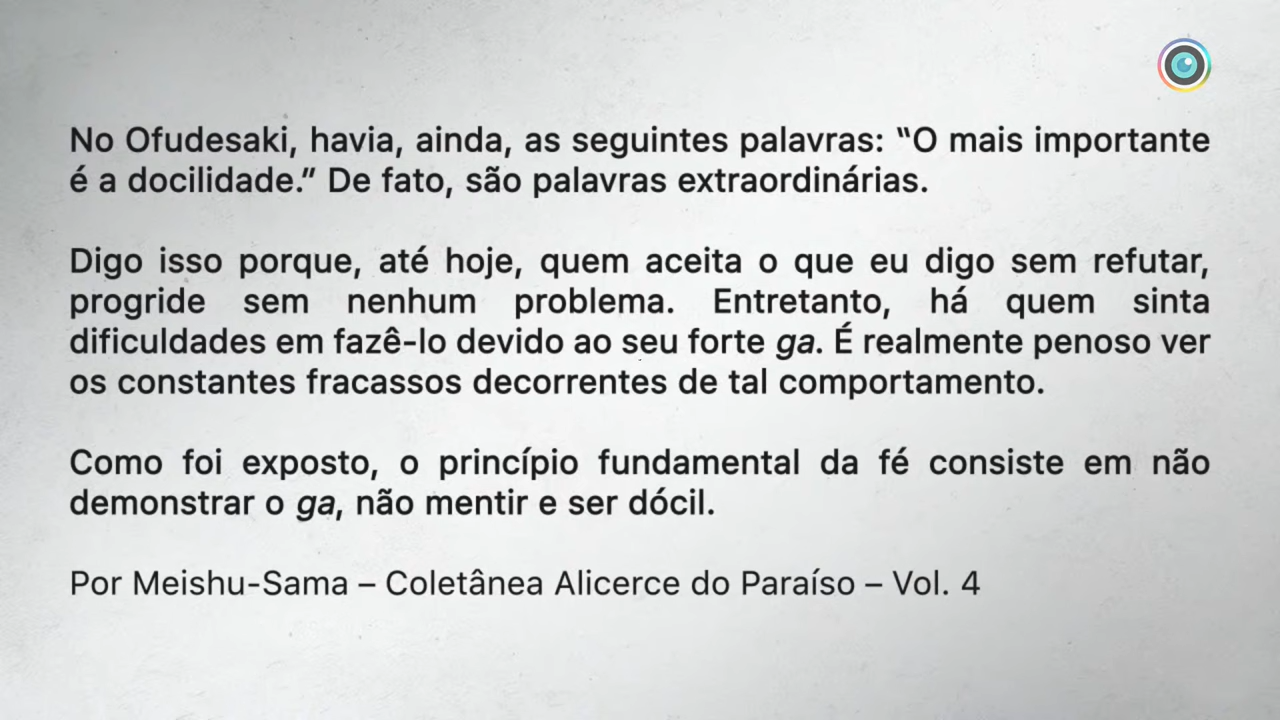 No Ofudesaki, havia, ainda, as seguintes palavras: “O mais importante
é a docilidade.” De fato, são palavras extraordinárias.
Digo isso porque, até hoje, quem aceita o que eu digo sem refutar,
progride sem nenhum problema. Entretanto, há quem sinta
dificuldades em fazê-lo devido ao seu forte ga. É realmente penoso ver
os constantes fracassos decorrentes de tal comportamento.
Como foi exposto, o princípio fundamental da fé consiste em não
demonstrar o ga, não mentir e ser dócil.
Por Meishu-Sama – Coletânea Alicerce do Paraíso – Vol. 4